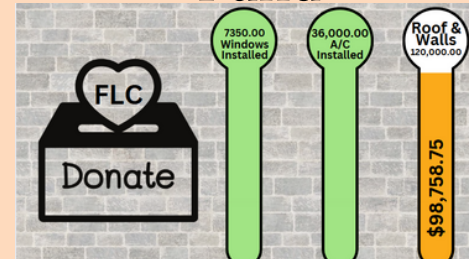 FLC
Donate
7350.00
Windows
Installed
36,000.00
A/C
Installed
Roof &
Walls
120,000.00
$98,758.75